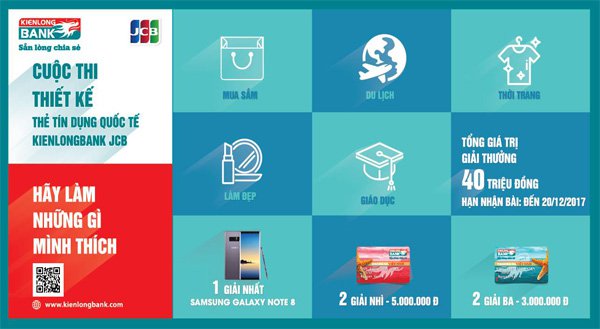 KIENLONG
BANK
Sẵn lòng chia sẻ
JCB
CUỘC THI
THIẾT KẾ
THẺ TÍN DỤNG QUỐC TẾ
KIENLONGBANK JCB
HÃY LÀM
NHỮNG GÌ
MÌNH THÍCH
www.kienlongbank.com
MUA SẮM
DU LỊCH
THỜI TRANG
LÀM ĐẸP
GIÁO DỤC
TỔNG GIÁ TRỊ
GIẢI THƯỞNG
40 TRIỆU ĐỒNG
HẠN NHẬN BÀI: ĐẾN 20/12/2017
1 GIẢI NHẤT
SAMSUNG GALAXY NOTE 8
2 GIẢI NHÌ - 5.000.000 Đ
2 GIẢI BA - 3.000.000 Đ